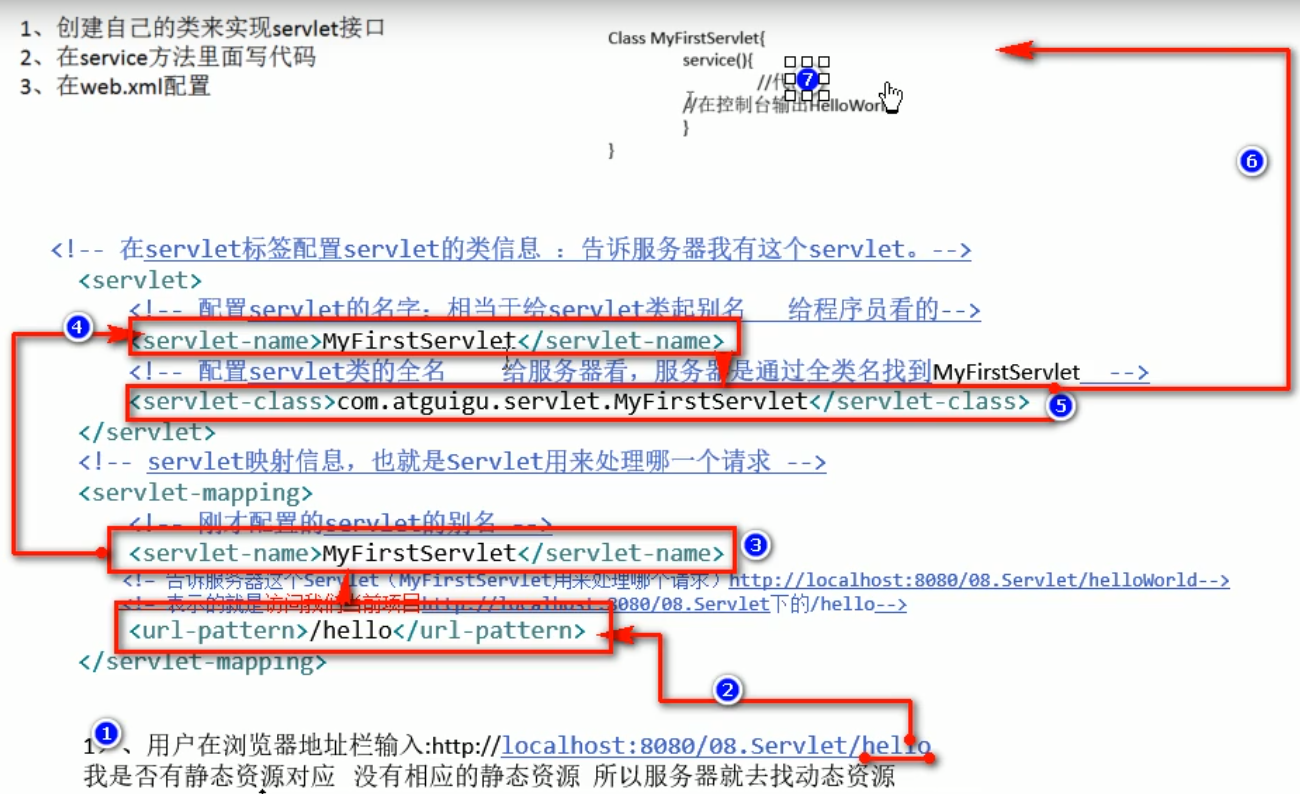 1、创建自己的类来实现servlet接口
2、在service方法里面写代码
3、在web.xml配置
Class MyFirstServlet{
service(){
//代
7
//在控制台输出HelloWorl
}
}
6
<!-- 在servlet标签配置servlet的类信息 ：告诉服务器我有这个servlet。-->
<servlet>
<!-- 配置servlet的名字：相当于给servlet类起别名 给程序员看的-->
4
<servlet-name>MyFirstServlet</servlet-name>
<!-- 配置servlet类的全名 给服务器看，服务器是通过全类名找到MyFirstServlet -->
<servlet-class>com.atguigu.servlet.MyFirstServlet</servlet-class>
5
</servlet>
<!-- servlet映射信息，也就是Servlet用来处理哪一个请求 -->
<servlet-mapping>
<!-- 刚才配置的servlet的别名 -->
<servlet-name>MyFirstServlet</servlet-name>
3
<!– 告诉服务器这个Servlet（MyFirstServlet用来处理哪个请求）http://localhost:8080/08.Servlet/helloWorld-->
<!– 表示的就是访问我们当前项目http://localhost:8080/08.Servlet下的/hello-->
<url-pattern>/hello</url-pattern>
</servlet-mapping>
2
1
1、用户在浏览器地址栏输入:http://localhost:8080/08.Servlet/hello
我是否有静态资源对应 没有相应的静态资源 所以服务器就去找动态资源